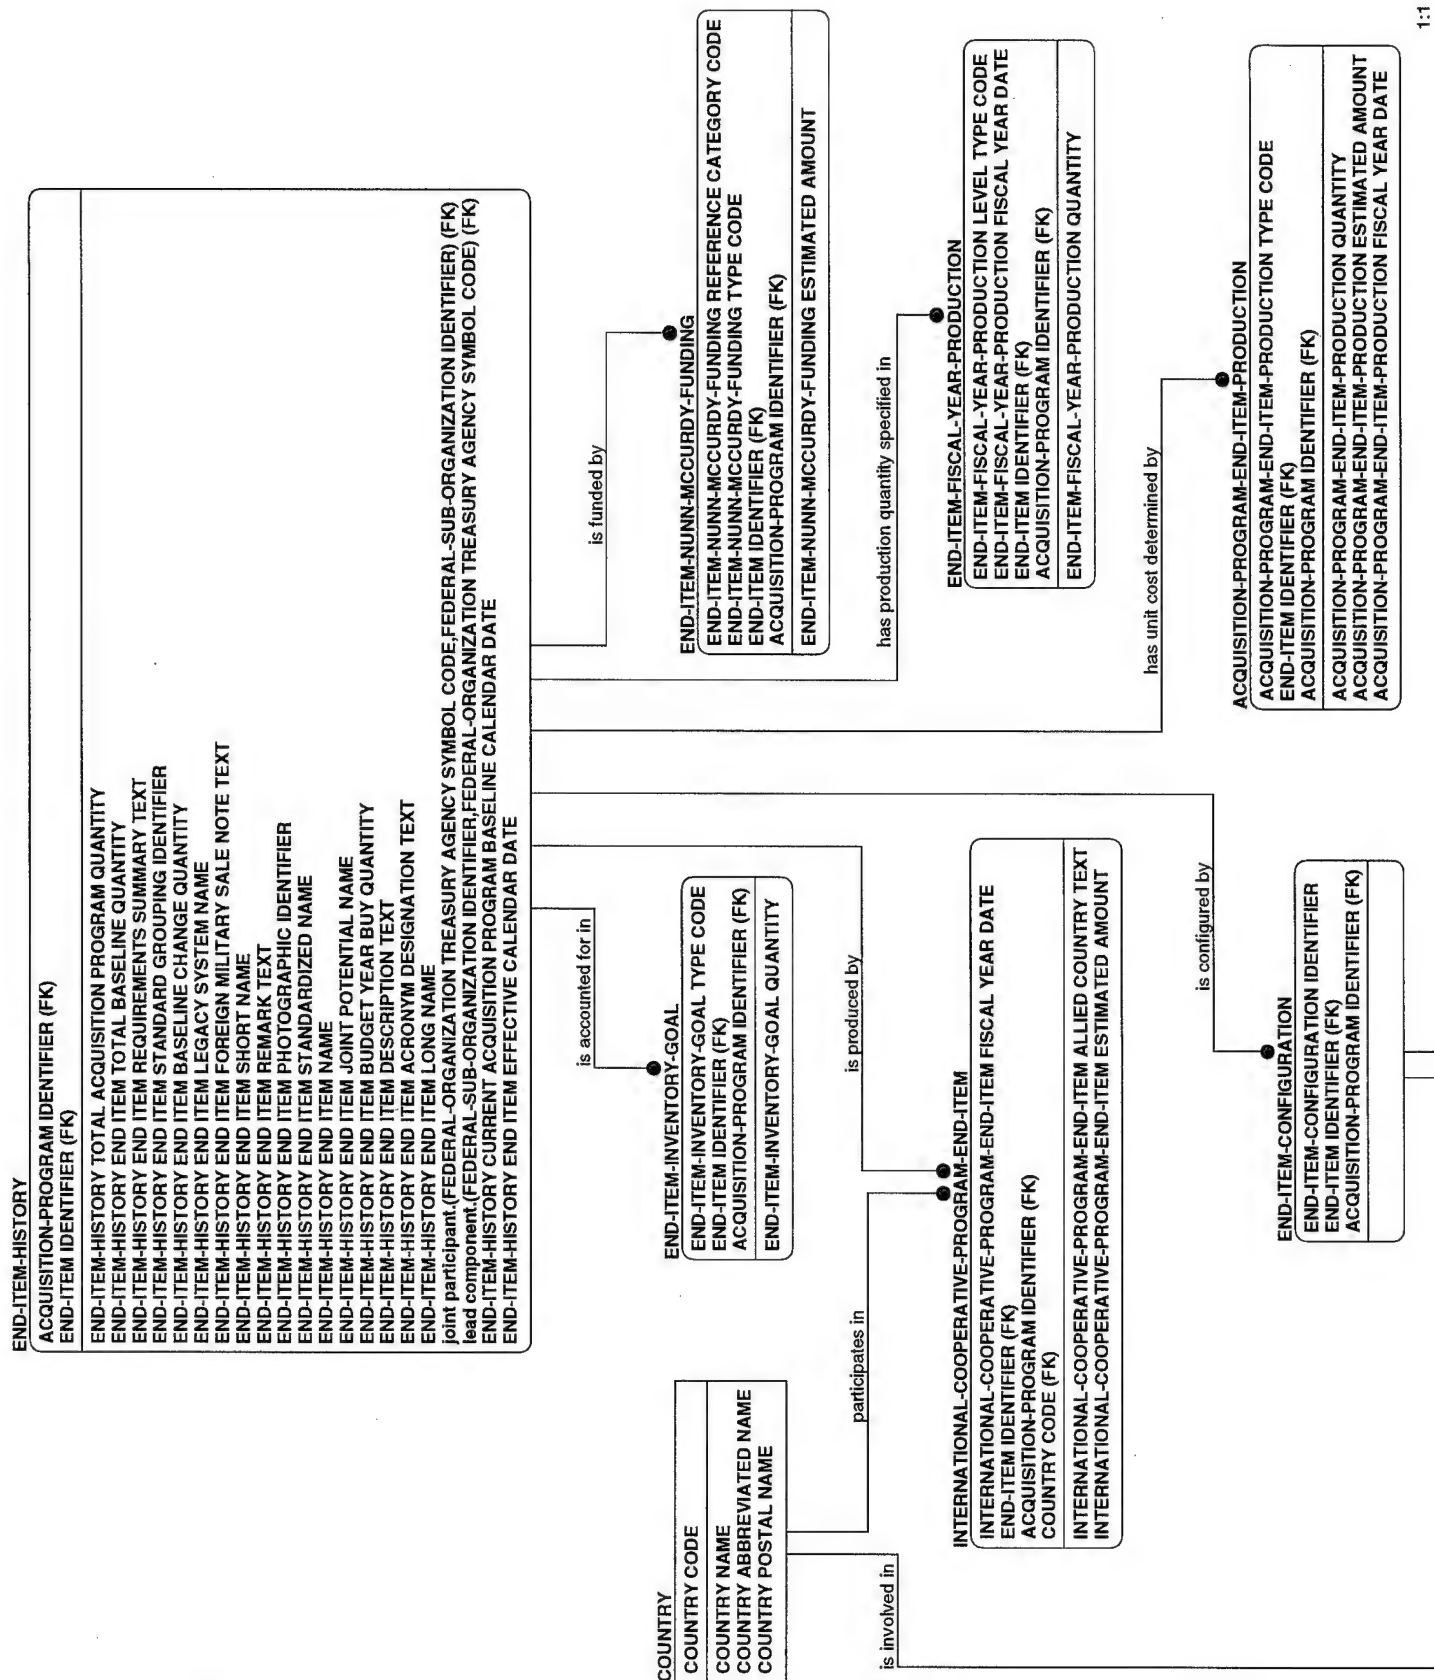 END-ITEM-HISTORY
ACQUISITION-PROGRAM IDENTIFIER (FK)
END-ITEM IDENTIFIER (FK)
END-ITEM-HISTORY TOTAL ACQUISITION PROGRAM QUANTITY
END-ITEM-HISTORY END ITEM TOTAL BASELINE QUANTITY
END-ITEM-HISTORY END ITEM REQUIREMENTS SUMMARY TEXT
END-ITEM-HISTORY END ITEM STANDARD GROUPING IDENTIFIER
END-ITEM-HISTORY END ITEM BASELINE CHANGE QUANTITY
END-ITEM-HISTORY END ITEM LEGACY SYSTEM NAME
END-ITEM-HISTORY END ITEM FOREIGN MILITARY SALE NOTE TEXT
END-ITEM-HISTORY END ITEM SHORT NAME
END-ITEM-HISTORY END ITEM REMARK TEXT
END-ITEM-HISTORY END ITEM PHOTOGRAPHIC IDENTIFIER
END-ITEM-HISTORY END ITEM STANDARDIZED NAME
END-ITEM-HISTORY END ITEM NAME
END-ITEM-HISTORY END ITEM JOINT POTENTIAL NAME
END-ITEM-HISTORY END ITEM BUDGET YEAR BUY QUANTITY
END-ITEM-HISTORY END ITEM DESCRIPTION TEXT
END-ITEM-HISTORY END ITEM ACRONYM DESIGNATION TEXT
END-ITEM-HISTORY END ITEM LONG NAME
joint participant.(FEDERAL-ORGANIZATION TREASURY AGENCY SYMBOL CODE,FEDERAL-SUB-ORGANIZATION IDENTIFIER) (FK)
lead component.(FEDERAL-SUB-ORGANIZATION IDENTIFIER,FEDERAL-ORGANIZATION TREASURY AGENCY SYMBOL CODE) (FK)
END-ITEM-HISTORY CURRENT ACQUISITION PROGRAM BASELINE CALENDAR DATE
END-ITEM-HISTORY END ITEM EFFECTIVE CALENDAR DATE
is accounted for in
is funded by
COUNTRY
COUNTRY CODE
COUNTRY NAME
COUNTRY ABBREVIATED NAME
COUNTRY POSTAL NAME
END-ITEM-INVENTORY-GOAL
END-ITEM-INVENTORY-GOAL TYPE CODE
END-ITEM IDENTIFIER (FK)
ACQUISITION-PROGRAM IDENTIFIER (FK)
END-ITEM-INVENTORY-GOAL QUANTITY
END-ITEM-NUNN-MCCURDY-FUNDING
END-ITEM-NUNN-MCCURDY-FUNDING REFERENCE CATEGORY CODE
END-ITEM-NUNN-MCCURDY-FUNDING TYPE CODE
END-ITEM IDENTIFIER (FK)
ACQUISITION-PROGRAM IDENTIFIER (FK)
END-ITEM-NUNN-MCCURDY-FUNDING ESTIMATED AMOUNT
is involved in
participates in
is produced by
has production quantity specified in
INTERNATIONAL-COOPERATIVE-PROGRAM-END-ITEM
INTERNATIONAL-COOPERATIVE-PROGRAM-END-ITEM FISCAL YEAR DATE
END-ITEM IDENTIFIER (FK)
ACQUISITION-PROGRAM IDENTIFIER (FK)
COUNTRY CODE (FK)
INTERNATIONAL-COOPERATIVE-PROGRAM-END-ITEM ALLIED COUNTRY TEXT
INTERNATIONAL-COOPERATIVE-PROGRAM-END-ITEM ESTIMATED AMOUNT
END-ITEM-FISCAL-YEAR-PRODUCTION
END-ITEM-FISCAL-YEAR-PRODUCTION LEVEL TYPE CODE
END-ITEM-FISCAL-YEAR-PRODUCTION FISCAL YEAR DATE
END-ITEM IDENTIFIER (FK)
ACQUISITION-PROGRAM IDENTIFIER (FK)
END-ITEM-FISCAL-YEAR-PRODUCTION QUANTITY
is configured by
has unit cost determined by
END-ITEM-CONFIGURATION
END-ITEM-CONFIGURATION IDENTIFIER
END-ITEM IDENTIFIER (FK)
ACQUISITION-PROGRAM IDENTIFIER (FK)
ACQUISITION-PROGRAM-END-ITEM-PRODUCTION
ACQUISITION-PROGRAM-END-ITEM-PRODUCTION TYPE CODE
END-ITEM IDENTIFIER (FK)
ACQUISITION-PROGRAM IDENTIFIER (FK)
ACQUISITION-PROGRAM-END-ITEM-PRODUCTION QUANTITY
ACQUISITION-PROGRAM-END-ITEM-PRODUCTION ESTIMATED AMOUNT
ACQUISITION-PROGRAM-END-ITEM-PRODUCTION FISCAL YEAR DATE
1:1